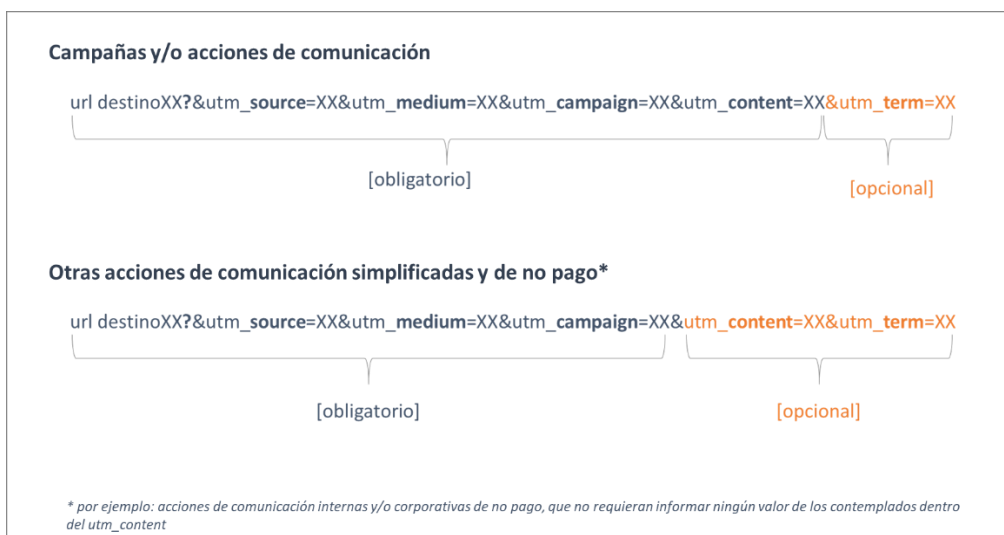 Campañas y/o acciones de comunicación
url destinoXX?&utm_source=XX&utm_medium=XX&utm_campaign=XX&utm_content=XX&utm_term=XX
[obligatorio]
[opcional]
Otras acciones de comunicación simplificadas y de no pago*
url destinoXX?&utm_source=XX&utm_medium=XX&utm_campaign=XX&utm_content=XX&utm_term=XX
[obligatorio]
[opcional]
* por ejemplo: acciones de comunicación internas y/o corporativas de no pago, que no requieran informar ningún valor de los contemplados dentro
del utm_content